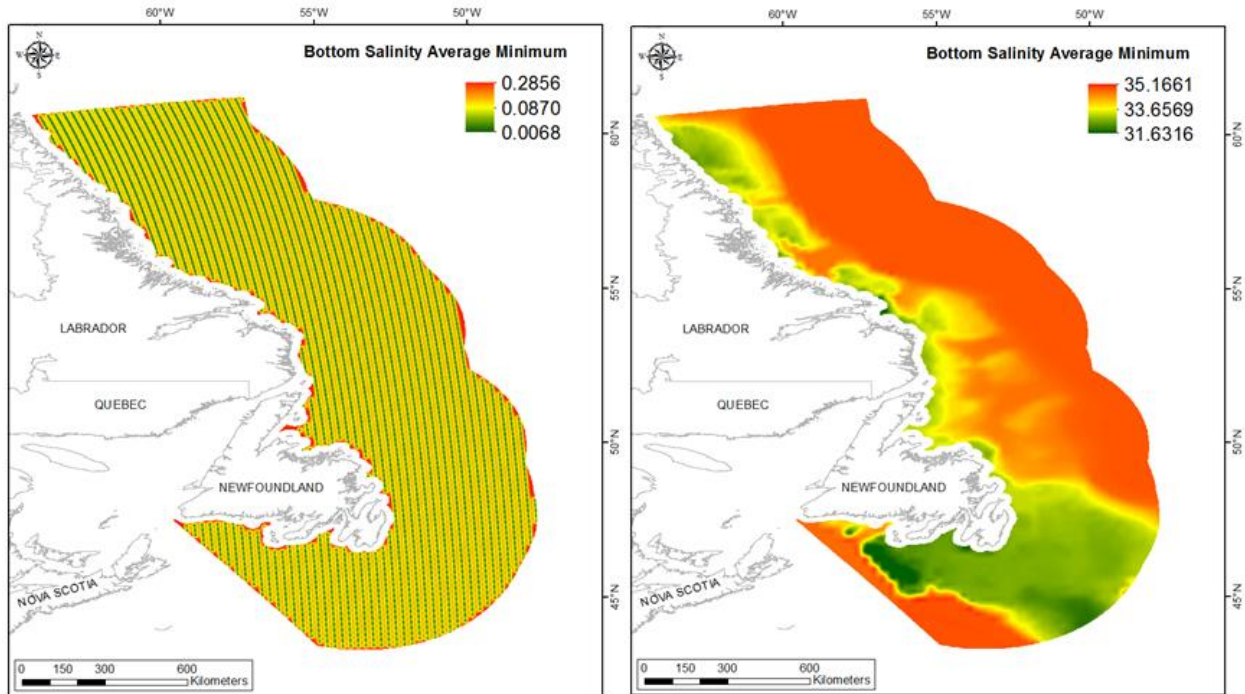 60°W 55°W 50°W
Bottom Salinity Average Minimum
0.2856
0.0870
0.0068
N
W E
S
60°N
55°N
50°N
45°N
LABRADOR
QUEBEC
NEWFOUNDLAND
NOVA SCOTIA
0 150 300 600
Kilometers
60°W 55°W 50°W
Bottom Salinity Average Minimum
35.1661
33.6569
31.6316
N
W E
S
60°N
55°N
50°N
45°N
LABRADOR
QUEBEC
NEWFOUNDLAND
NOVA SCOTIA
0 150 300 600
Kilometers